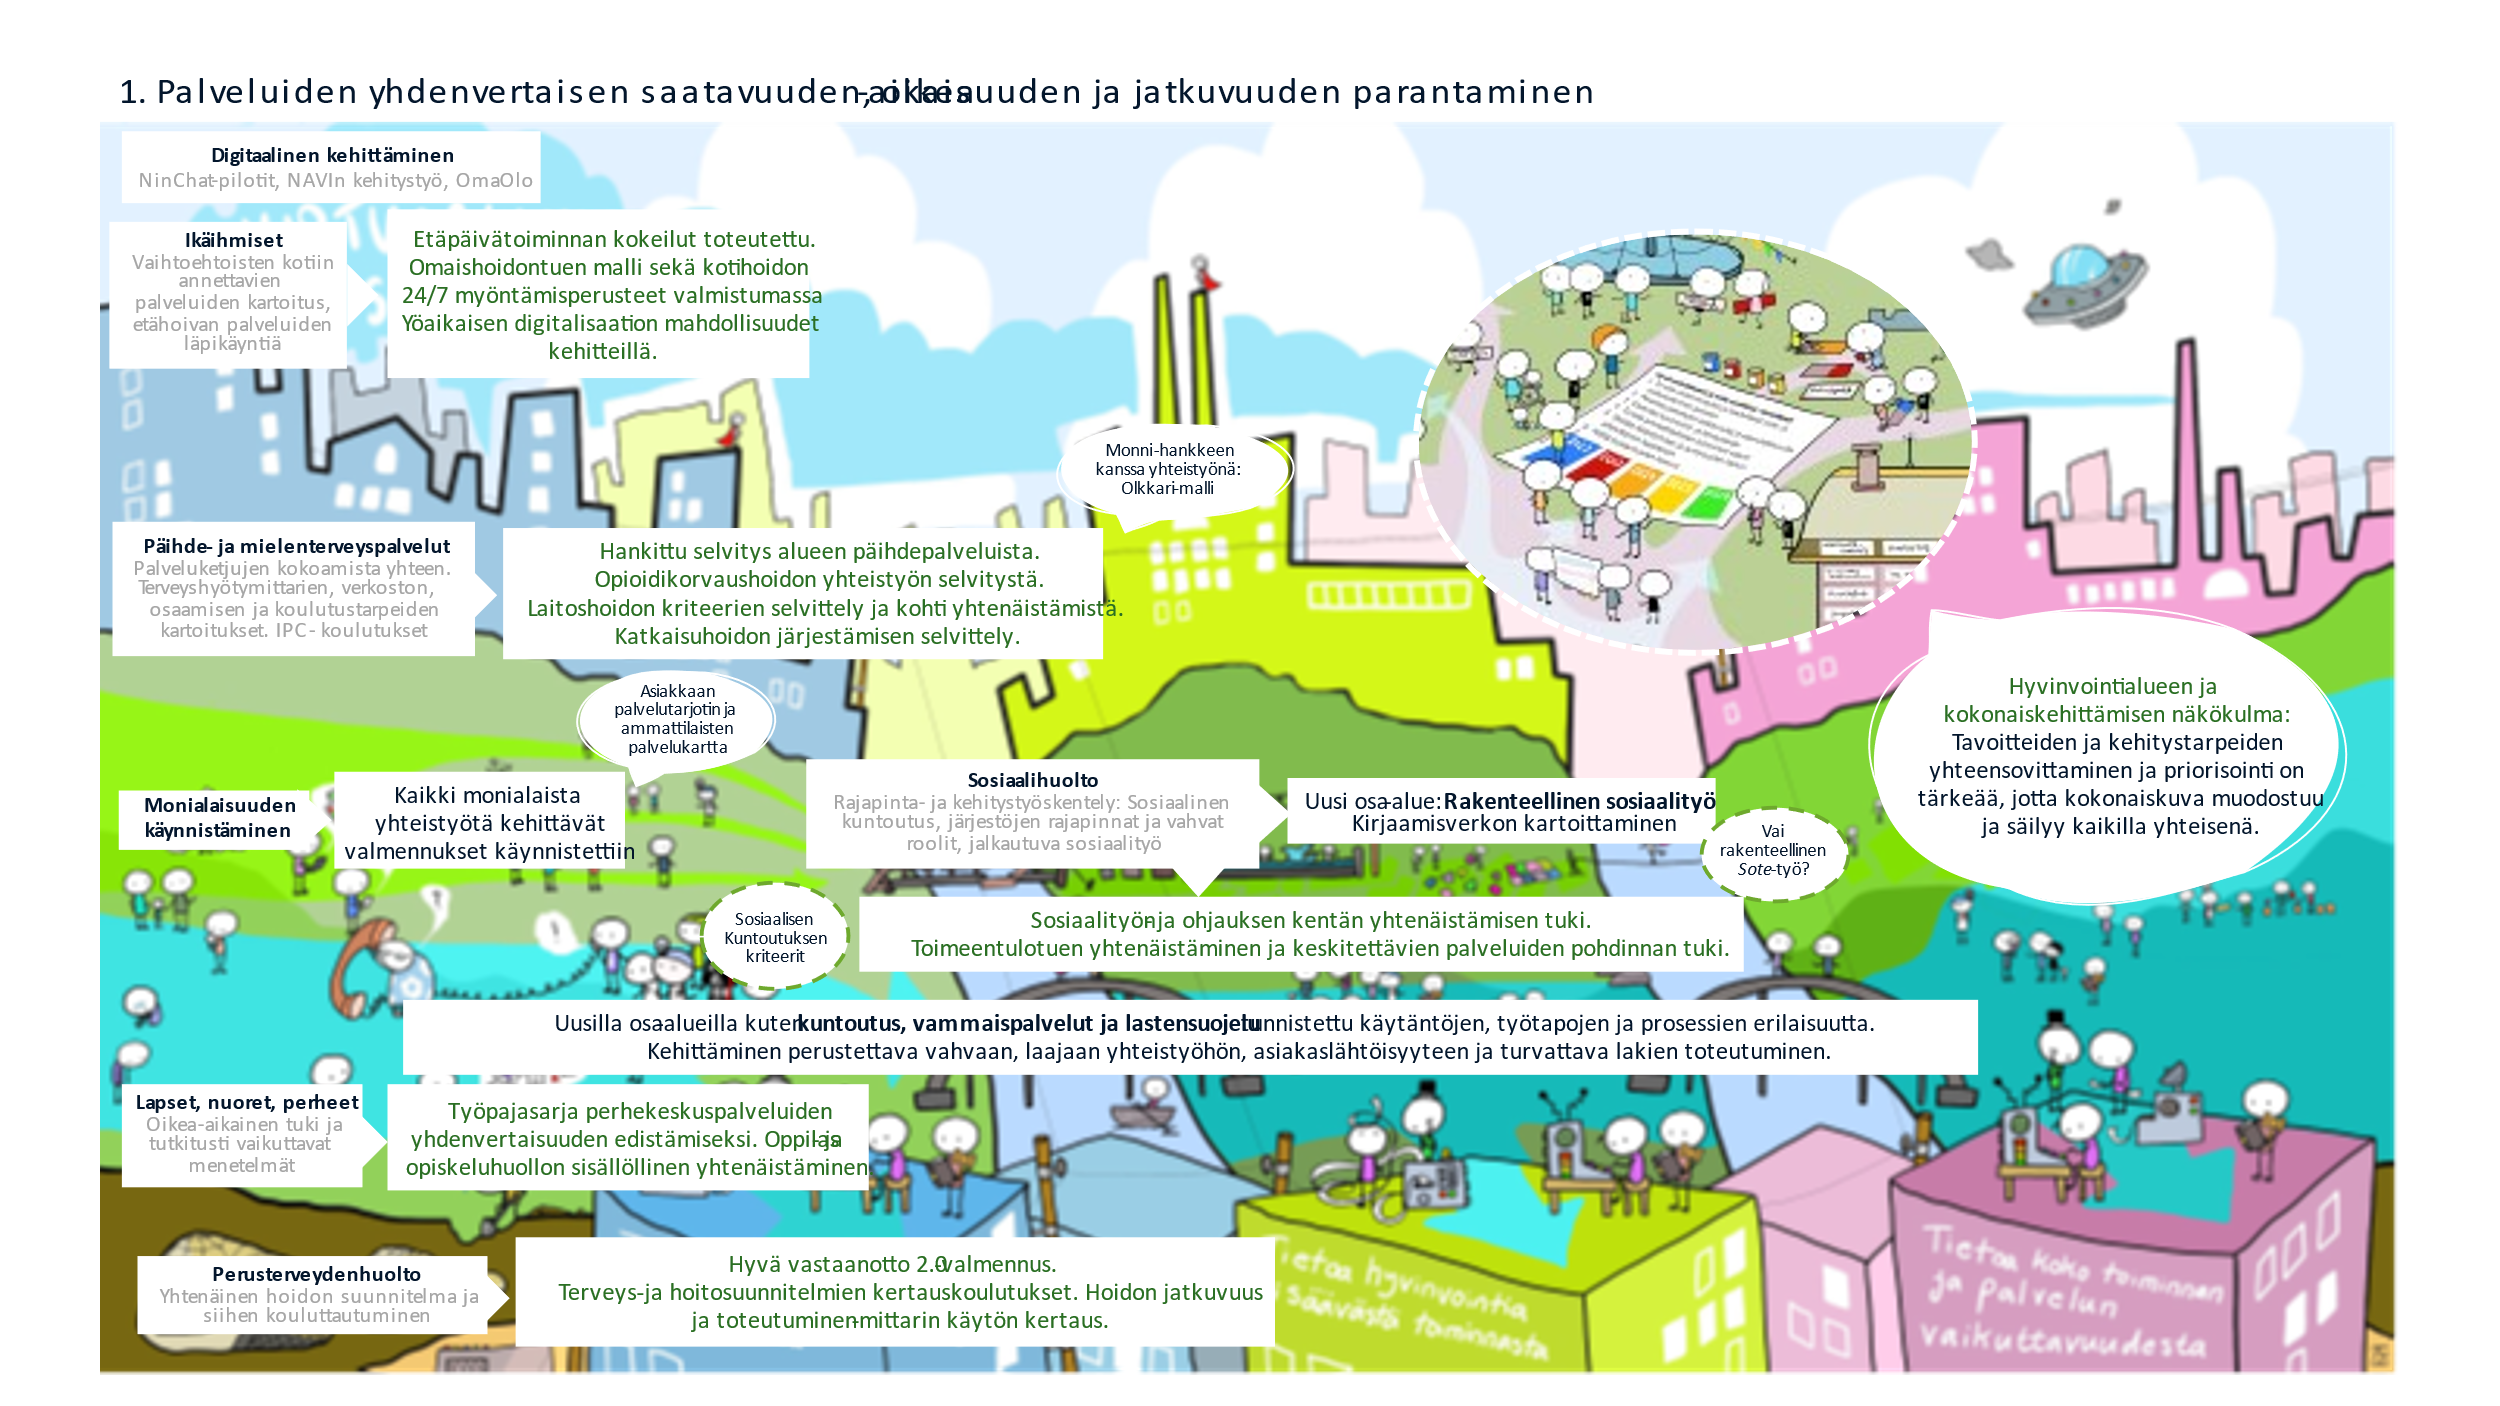 1. Palveluiden yhdenvertaisen saatavuuden, oikea-aikaisuuden ja jatkuvuuden parantaminen
Digitaalinen kehittäminen
NinChat-pilotit, NAVIn kehitystyö, OmaOlo
Ikäihmiset
Vaihtoehtoisten kotiin
annettavien
palveluiden kartoitus,
etähoivan palveluiden
läpikäyntiä
Etäpäivätoiminnan kokeilut toteutettu.
Omaishoidontuen malli sekä kotihoidon
24/7 myöntämisperusteet valmistumassa
Yöaikaisen digitalisaation mahdollisuudet
kehitteillä.
Monni-hankkeen
kanssa yhteistyönä:
Olkkari-malli
Päihde- ja mielenterveyspalvelut
Palveluketjujen kokoamista yhteen.
Terveyshyötymittarien, verkoston,
osaamisen ja koulutustarpeiden
kartoitukset. IPC- koulutukset
Hankittu selvitys alueen päihdepalveluista.
Opioidikorvaushoidon yhteistyön selvitystä.
Laitoshoidon kriteerien selvittely ja kohti yhtenäistämistä.
Katkaisuhoidon järjestämisen selvittely.
Asiakkaan
palvelutarjotin ja
ammattilaisten
palvelukartta
Hyvinvointialueen ja
kokonaiskehittämisen näkökulma:
Tavoitteiden ja kehitystarpeiden
yhteensovittaminen ja priorisointi on
tärkeää, jotta kokonaiskuva muodostuu
ja säilyy kaikilla yhteisenä.
Monialaisuuden
käynnistäminen
Kaikki monialaista
yhteistyötä kehittävät
valmennukset käynnistettiin
Sosiaalihuolto
Rajapinta- ja kehitystyöskentely: Sosiaalinen
kuntoutus, järjestöjen rajapinnat ja vahvat
roolit, jalkautuva sosiaalityö
Uusi osa-alue: Rakenteellinen sosiaalityö
Kirjaamisverkon kartoittaminen
Vai
rakenteellinen
Sote-työ?
Sosiaalisen
Kuntoutuksen
kriteerit
Sosiaalityön-ja ohjauksen kentän yhtenäistämisen tuki.
Toimeentulotuen yhtenäistäminen ja keskitettävien palveluiden pohdinnan tuki.
Uusilla osa-alueilla kuten kuntoutus, vammaispalvelut ja lastensuojelu tunnistettu käytäntöjen, työtapojen ja prosessien erilaisuutta.
Kehittäminen perustettava vahvaan, laajaan yhteistyöhön, asiakaslähtöisyyteen ja turvattava lakien toteutuminen.
Lapset, nuoret, perheet
Oikea-aikainen tuki ja
tutkitusti vaikuttavat
menetelmät
Työpajasarja perhekeskuspalveluiden
yhdenvertaisuuden edistämiseksi. Oppilas- ja
opiskeluhuollon sisällöllinen yhtenäistäminen.
Perusterveydenhuolto
Yhtenäinen hoidon suunnitelma ja
siihen kouluttautuminen
Hyvä vastaanotto 2.0-valmennus.
Terveys-ja hoitosuunnitelmien kertauskoulutukset. Hoidon jatkuvuus
ja toteutuminen-mittarin käytön kertaus.
Tietoa hyvinvointia
lisäävästä toiminnasta
Tietoa koko toiminnan
ja palvelun
vaikuttavuudesta